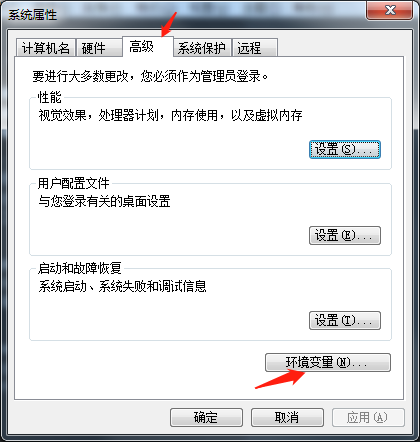 系统属性
计算机名 硬件 高级 系统保护 远程
要进行大多数更改，您必须作为管理员登录。
性能
视觉效果，处理器计划，内存使用，以及虚拟内存
设置(S)...
用户配置文件
与您登录有关的桌面设置
设置(E)...
启动和故障恢复
系统启动、系统失败和调试信息
设置(T)...
环境变量(N)...
确定 取消 应用(A)